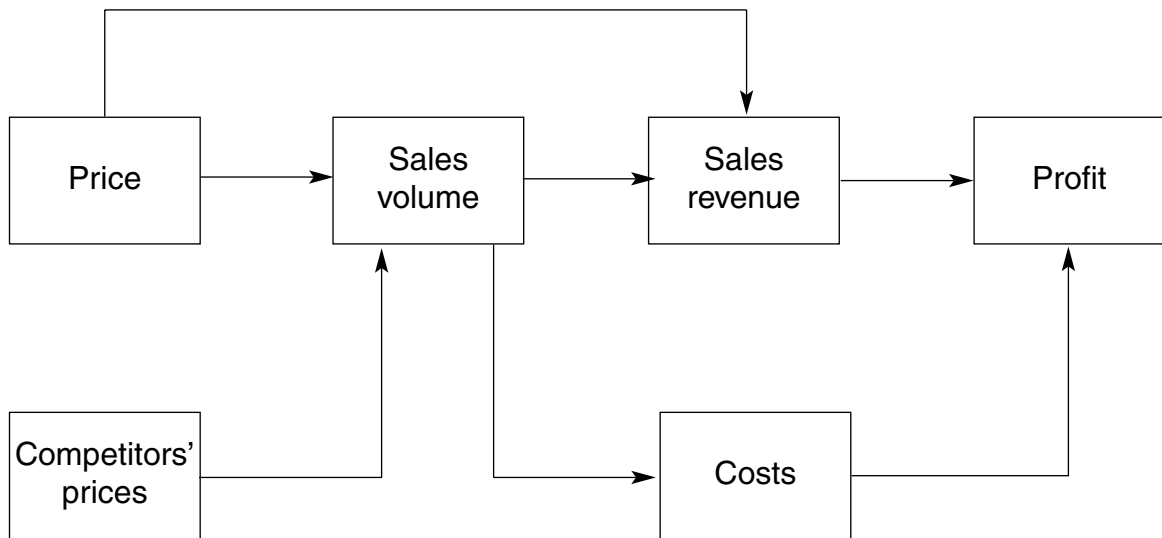 Price
Sales
volume
Sales
revenue
Profit
Competitors’
prices
Costs